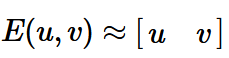 E(u, v) ≈ [ u v ]